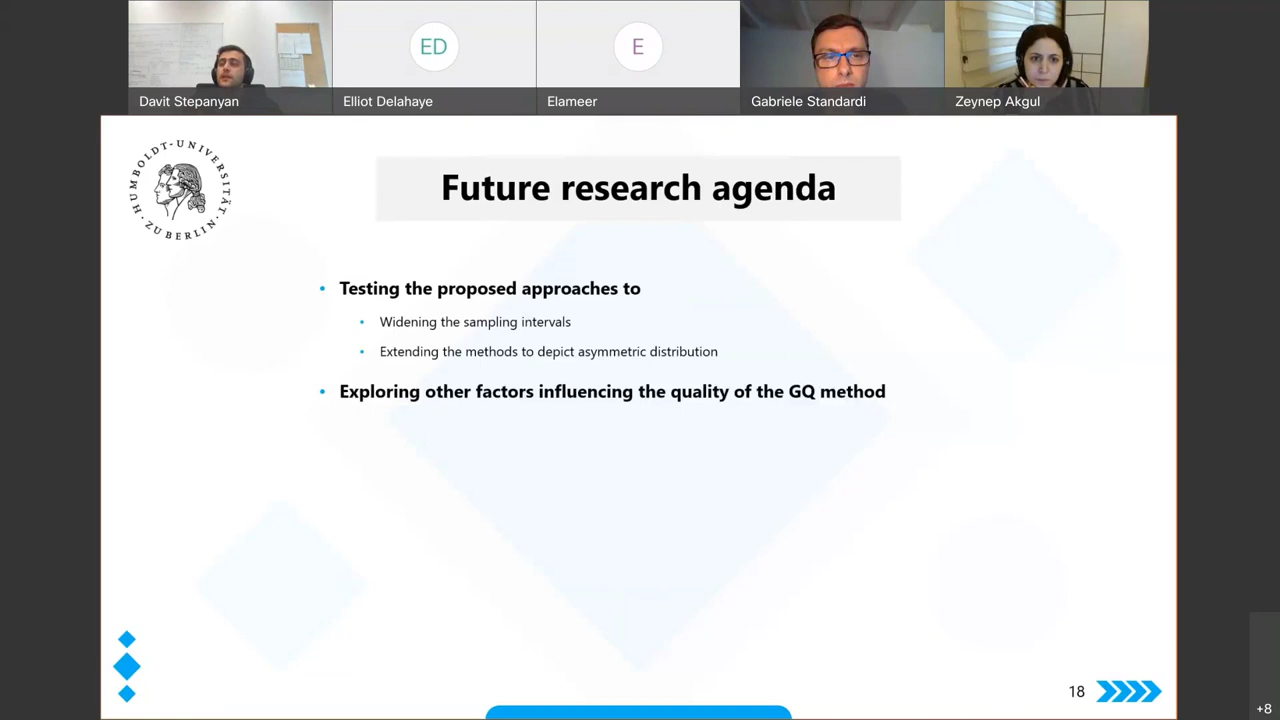 ED
E
Davit Stepanyan
Elliot Delahaye
Elameer
Gabriele Standardi
Zeynep Akgul
HUMBOLDT-UNIVERSITÄT
ZU BERLIN
Future research agenda
• Testing the proposed approaches to
• Widening the sampling intervals
• Extending the methods to depict asymmetric distribution
• Exploring other factors influencing the quality of the GQ method
18
+8